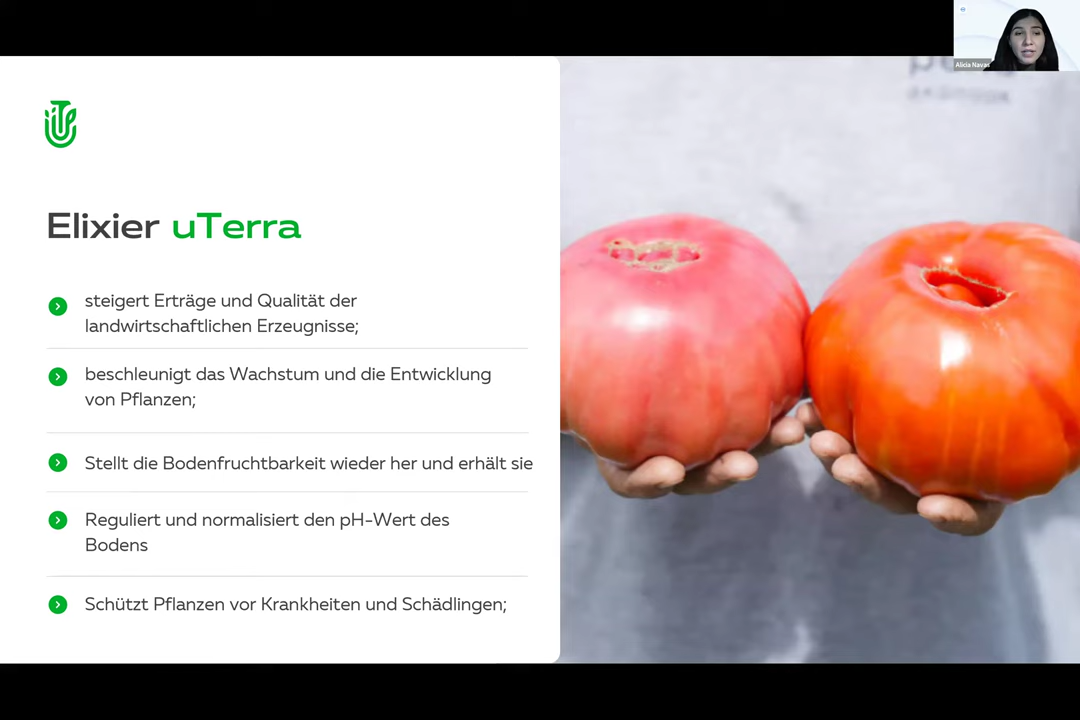 Alicia Navas
Elixier uTerra
steigert Erträge und Qualität der
landwirtschaftlichen Erzeugnisse;
beschleunigt das Wachstum und die Entwicklung
von Pflanzen;
Stellt die Bodenfruchtbarkeit wieder her und erhält sie
Reguliert und normalisiert den pH-Wert des
Bodens
Schützt Pflanzen vor Krankheiten und Schädlingen;